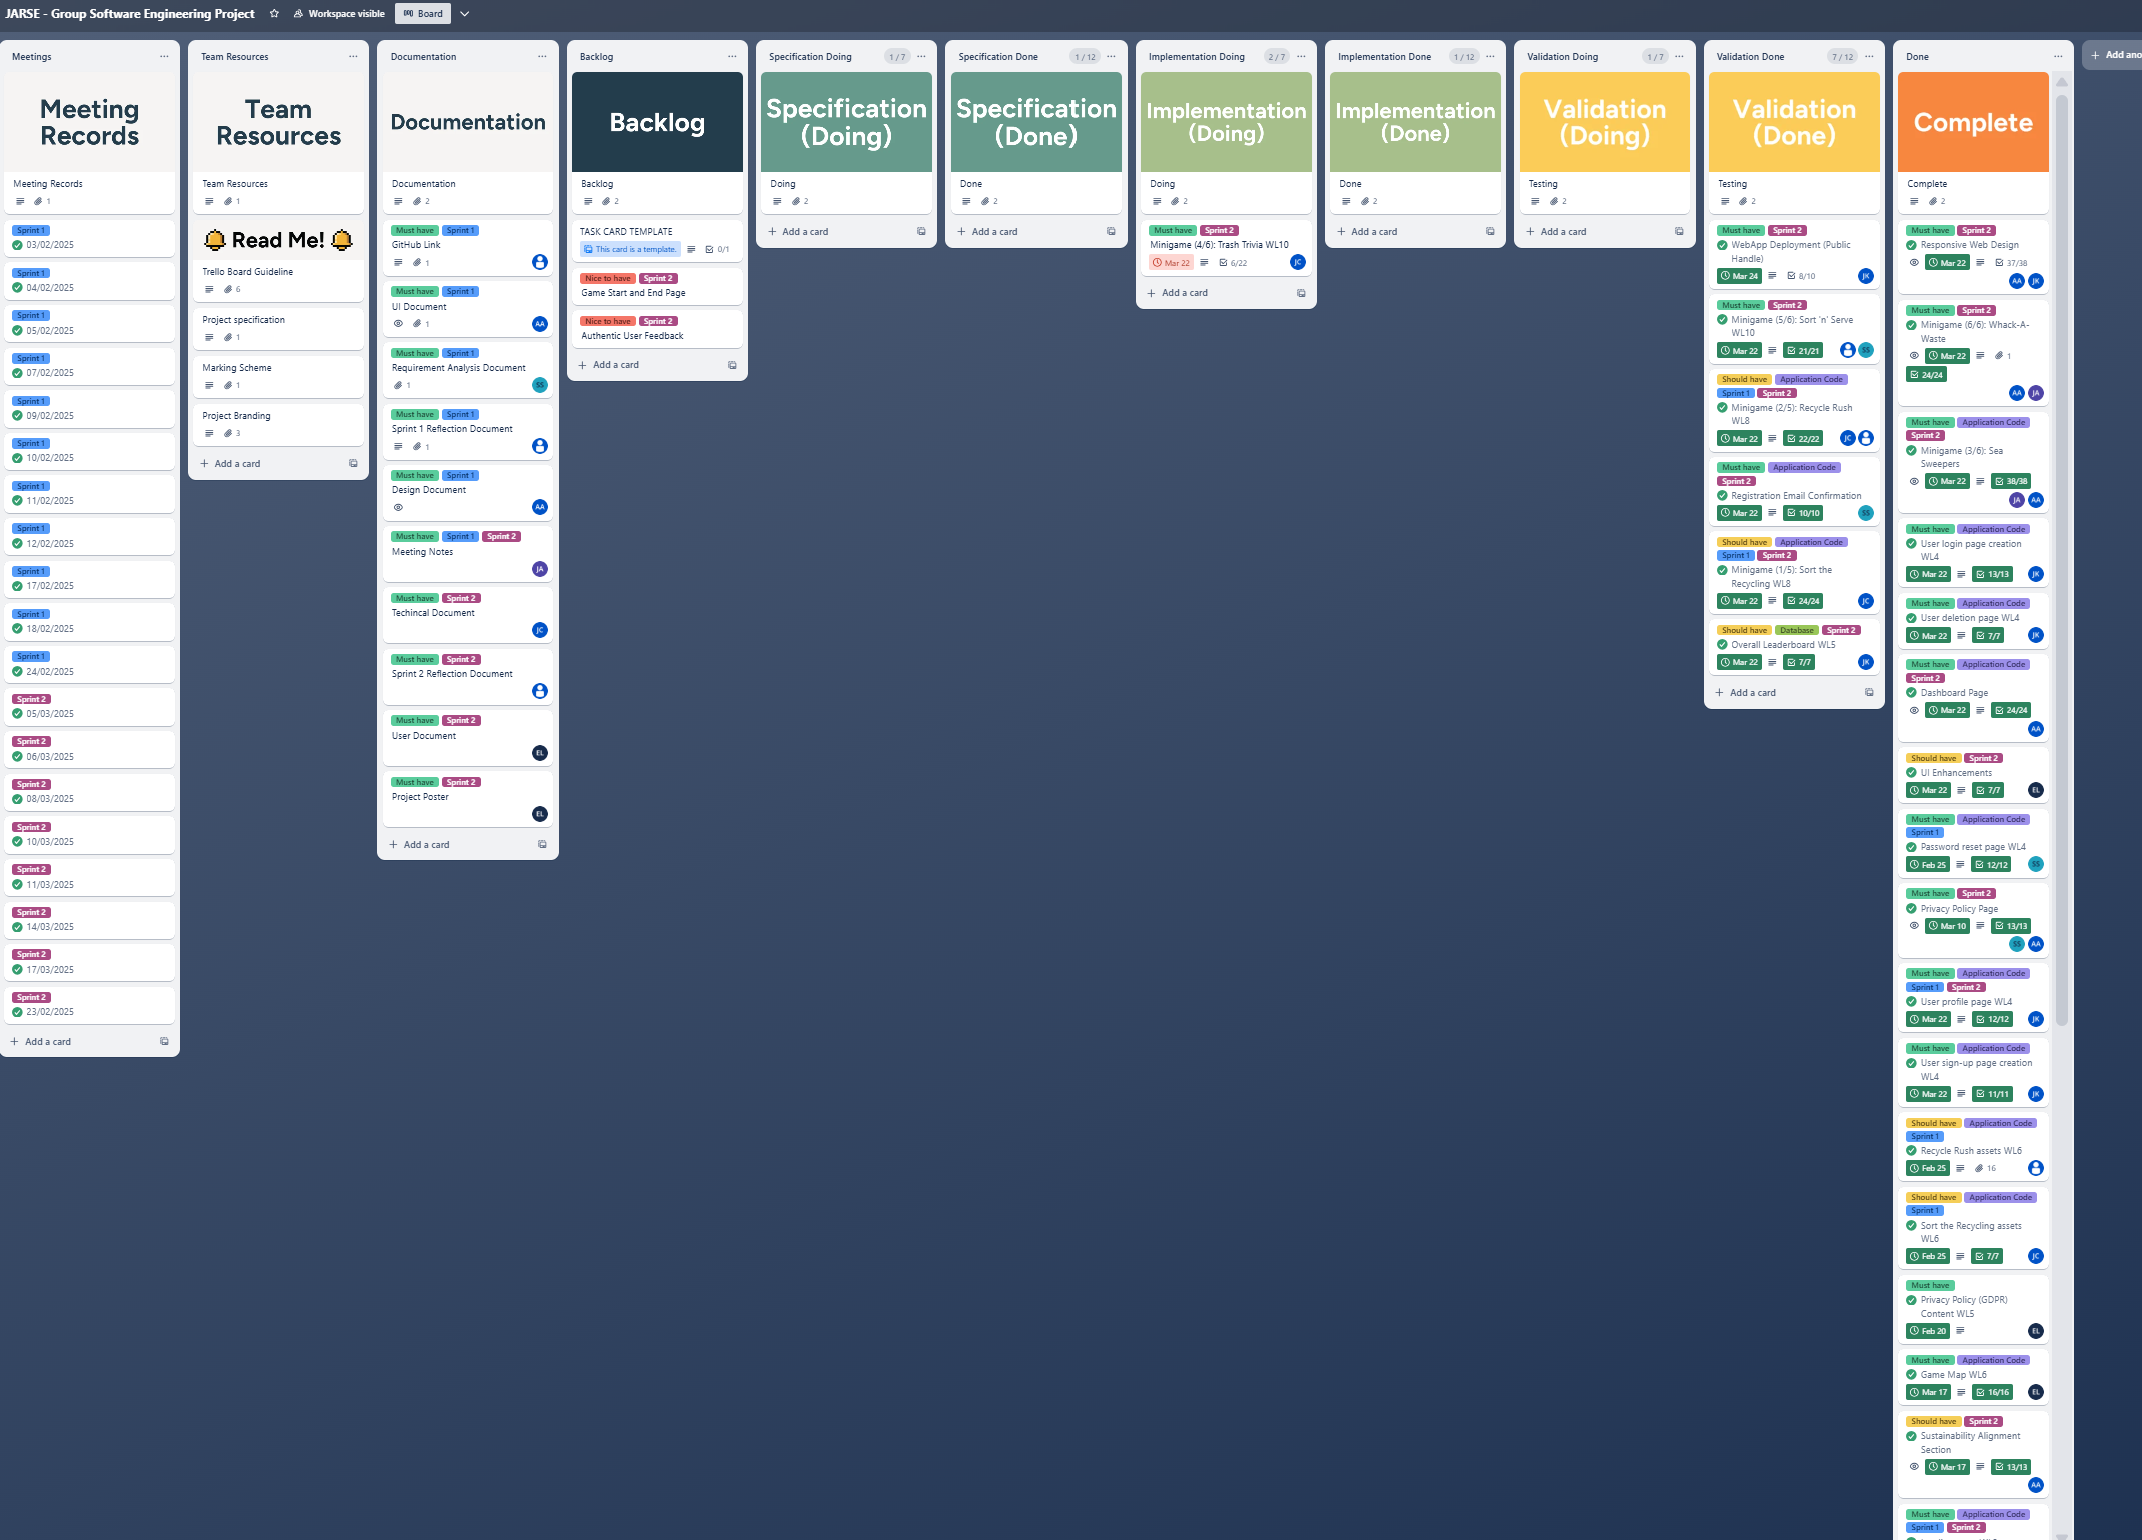 JARSE - Group Software Engineering Project
Workspace visible
Board
Meetings
Meeting
Records
Meeting Records
1
Sprint 1
03/02/2025
Sprint 1
04/02/2025
Sprint 1
05/02/2025
Sprint 1
07/02/2025
Sprint 1
09/02/2025
Sprint 1
10/02/2025
Sprint 1
11/02/2025
Sprint 1
12/02/2025
Sprint 1
17/02/2025
Sprint 1
18/02/2025
Sprint 1
24/02/2025
Sprint 2
05/03/2025
Sprint 2
06/03/2025
Sprint 2
08/03/2025
Sprint 2
10/03/2025
Sprint 2
11/03/2025
Sprint 2
14/03/2025
Sprint 2
17/03/2025
Sprint 2
23/02/2025
+ Add a card
Team Resources
Team
Resources
Team Resources
1
Read Me!
Trello Board Guideline
6
Project specification
1
Marking Scheme
1
Project Branding
3
+ Add a card
Documentation
Documentation
Documentation
2
Must have Sprint 1
GitHub Link
1
Must have Sprint 1
UI Document
1
AA
Must have Sprint 1
Requirement Analysis Document
1
SS
Must have Sprint 1
Sprint 1 Reflection Document
1
Must have Sprint 1
Design Document
AA
Must have Sprint 1 Sprint 2
Meeting Notes
JA
Must have Sprint 2
Techincal Document
JC
Must have Sprint 2
Sprint 2 Reflection Document
Must have Sprint 2
User Document
EL
Must have Sprint 2
Project Poster
EL
+ Add a card
Backlog
Backlog
Backlog
2
TASK CARD TEMPLATE
This card is a template. 0/1
Nice to have Sprint 2
Game Start and End Page
Nice to have Sprint 2
Authentic User Feedback
+ Add a card
Specification Doing 1 / 7
Specification
(Doing)
Doing
2
+ Add a card
Specification Done 1 / 12
Specification
(Done)
Done
2
+ Add a card
Implementation Doing 2 / 7
Implementation
(Doing)
Doing
2
Must have Sprint 2
Minigame (4/6): Trash Trivia WL10
Mar 22 6/22 JC
+ Add a card
Implementation Done 1 / 12
Implementation
(Done)
Done
2
+ Add a card
Validation Doing 1 / 7
Validation
(Doing)
Testing
2
+ Add a card
Validation Done 7 / 12
Validation
(Done)
Testing
2
Must have Sprint 2
WebApp Deployment (Public
Handle)
Mar 24 8/10 JK
Must have Sprint 2
Minigame (5/6): Sort 'n' Serve
WL10
Mar 22 21/21 SS
Should have Application Code
Sprint 1 Sprint 2
Minigame (2/5): Recycle Rush
WL8
Mar 22 22/22 JC
Must have Application Code
Sprint 2
Registration Email Confirmation
Mar 22 10/10 SS
Should have Application Code
Sprint 1 Sprint 2
Minigame (1/5): Sort the
Recycling WL8
Mar 22 24/24 JC
Should have Database Sprint 2
Overall Leaderboard WL5
Mar 22 7/7 JK
+ Add a card
Done
Complete
Complete
2
Must have Sprint 2
Responsive Web Design
Mar 22 37/38
AA JK
Must have Sprint 2
Minigame (6/6): Whack-A-
Waste
Mar 22 1
24/24
AA JA
Must have Application Code
Sprint 2
Minigame (3/6): Sea
Sweepers
Mar 22 38/38
JA AA
Must have Application Code
User login page creation
WL4
Mar 22 13/13 JK
Must have Application Code
User deletion page WL4
Mar 22 7/7 JK
Must have Application Code
Sprint 2
Dashboard Page
Mar 22 24/24
AA
Should have Sprint 2
UI Enhancements
Mar 22 7/7 EL
Must have Application Code
Sprint 1
Password reset page WL4
Feb 25 12/12 SS
Must have Sprint 2
Privacy Policy Page
Mar 10 13/13
SS AA
Must have Application Code
Sprint 1 Sprint 2
User profile page WL4
Mar 22 12/12 JK
Must have Application Code
User sign-up page creation
WL4
Mar 22 11/11 JK
Should have Application Code
Sprint 1
Recycle Rush assets WL6
Feb 25 16
Should have Application Code
Sprint 1
Sort the Recycling assets
WL6
Feb 25 7/7 JC
Must have
Privacy Policy (GDPR)
Content WL5
Feb 20 EL
Must have Application Code
Game Map WL6
Mar 17 16/16 EL
Should have Sprint 2
Sustainability Alignment
Section
Mar 17 13/13
AA
Must have Application Code
Sprint 1 Sprint 2
+ Add ano